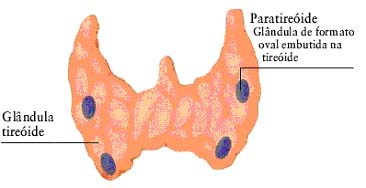 Paratireóide
Glândula de formato
oval embutida na
tireóide
Glândula
tireóide